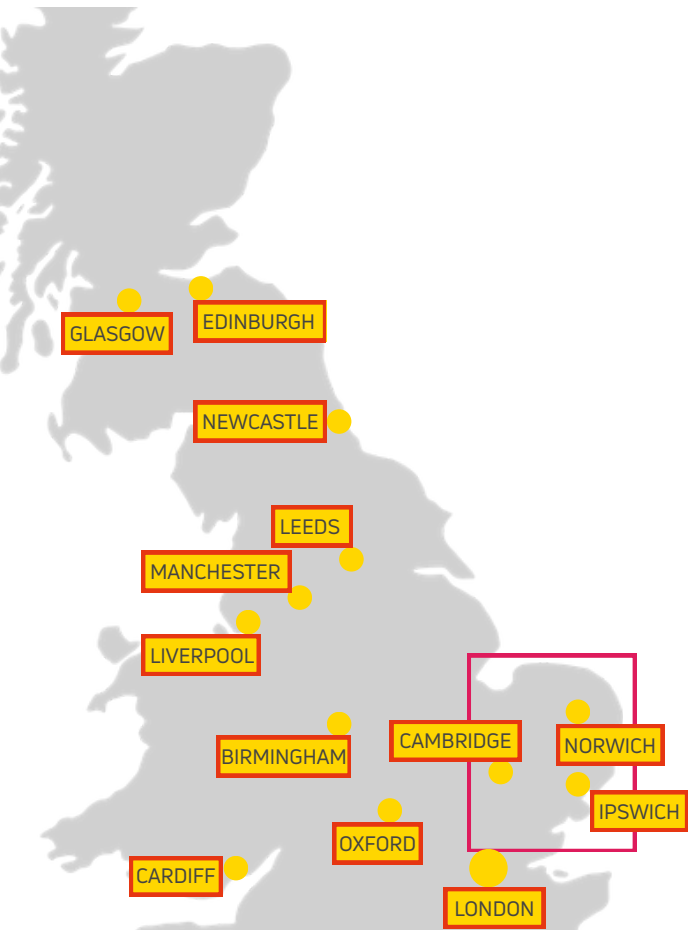 EDINBURGH
GLASGOW
NEWCASTLE
LEEDS
MANCHESTER
LIVERPOOL
CAMBRIDGE
NORWICH
BIRMINGHAM
IPSWICH
OXFORD
CARDIFF
LONDON